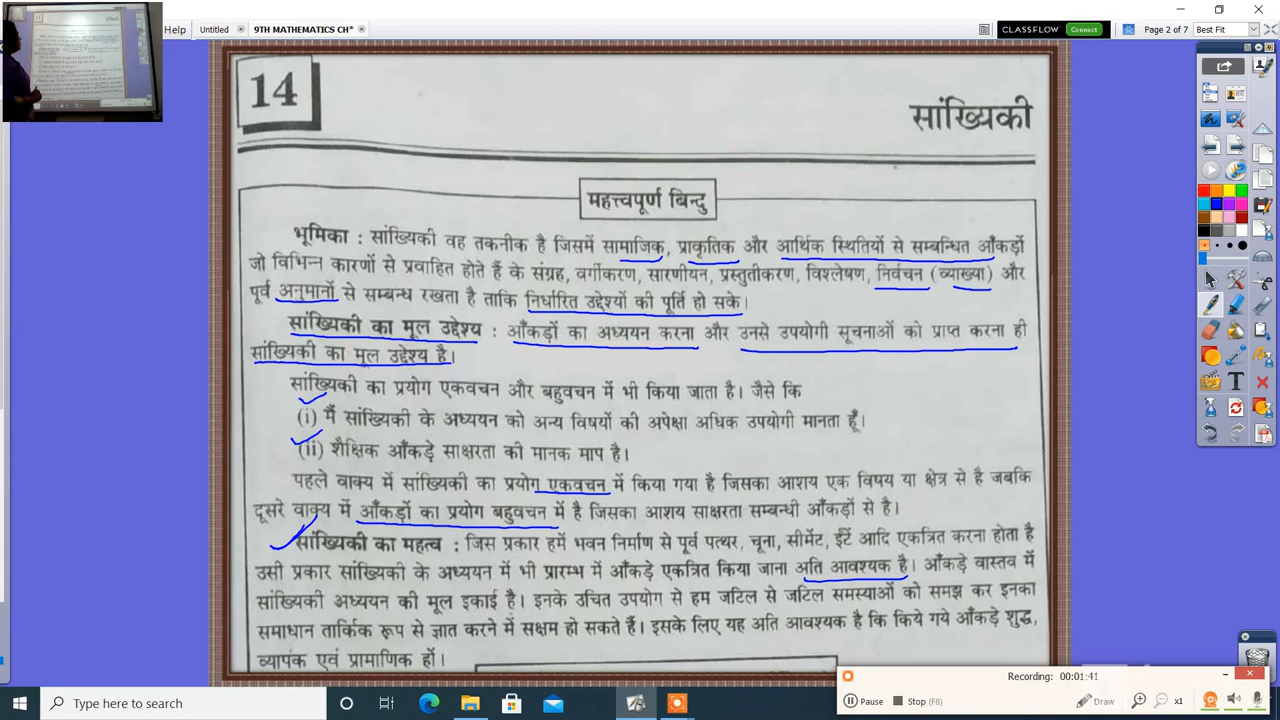 Help
Untitled
9TH MATHEMATICS CH*
CLASSFLOW
Connect
Page 2 of 7
Best Fit
14
सांख्यिकी
महत्त्वपूर्ण बिन्दु
भूमिका : सांख्यिकी वह तकनीक है जिसमें सामाजिक, प्राकृतिक और आर्थिक स्थितियों से सम्बन्धित आँकड़ों
जो विभिन्न कारणों से प्रवाहित होते हैं के संग्रह, वर्गीकरण, सारणीयन, प्रस्तुतीकरण, विश्लेषण, निर्वचन (व्याख्या) और
पूर्व अनुमानों से सम्बन्ध रखता है ताकि निर्धारित उद्देश्यों की पूर्ति हो सके।
सांख्यिकी का मूल उद्देश्य : आँकड़ों का अध्ययन करना और उनसे उपयोगी सूचनाओं को प्राप्त करना ही
सांख्यिकी का मूल उद्देश्य है।
सांख्यिकी का प्रयोग एकवचन और बहुवचन में भी किया जाता है। जैसे कि
(i) मैं सांख्यिकी के अध्ययन को अन्य विषयों की अपेक्षा अधिक उपयोगी मानता हूँ।
(ii) शैक्षिक आँकड़े साक्षरता की मानक माप है।
पहले वाक्य में सांख्यिकी का प्रयोग एकवचन में किया गया है जिसका आशय एक विषय या क्षेत्र से है जबकि
दूसरे वाक्य में आँकड़ों का प्रयोग बहुवचन में है जिसका आशय साक्षरता सम्बन्धी आँकड़ों से है।
सांख्यिकी का महत्व : जिस प्रकार हमें भवन निर्माण से पूर्व पत्थर, चूना, सीमेंट, ईंटें आदि एकत्रित करना होता है
उसी प्रकार सांख्यिकी के अध्ययन में भी प्रारम्भ में आँकड़े एकत्रित किया जाना अति आवश्यक है। आँकड़े वास्तव में
सांख्यिकी अध्ययन की मूल इकाई है। इनके उचित उपयोग से हम जटिल से जटिल समस्याओं को समझ कर इनका
समाधान तार्किक रूप से ज्ञात करने में सक्षम हो सकते हैं। इसके लिए यह अति आवश्यक है कि किये गये आँकड़े शुद्ध,
व्यापक एवं प्रामाणिक हों।
Recording: 00:01:41
Pause
Stop (F8)
Draw
x1
Type here to search